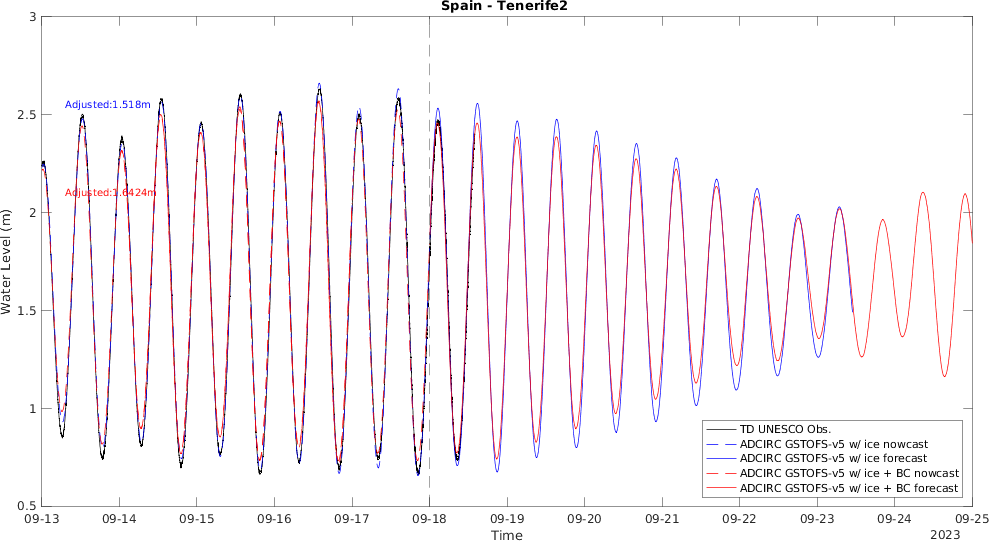 Spain - Tenerife2
3
2.5
2
1.5
1
0.5
Water Level (m)
Adjusted:1.518m
Adjusted:1.6424m
TD UNESCO Obs.
ADCIRC GSTOFS-v5 w/ ice nowcast
ADCIRC GSTOFS-v5 w/ ice forecast
ADCIRC GSTOFS-v5 w/ ice + BC nowcast
ADCIRC GSTOFS-v5 w/ ice + BC forecast
09-13 09-14 09-15 09-16 09-17 09-18 09-19 09-20 09-21 09-22 09-23 09-24 09-25
Time
2023